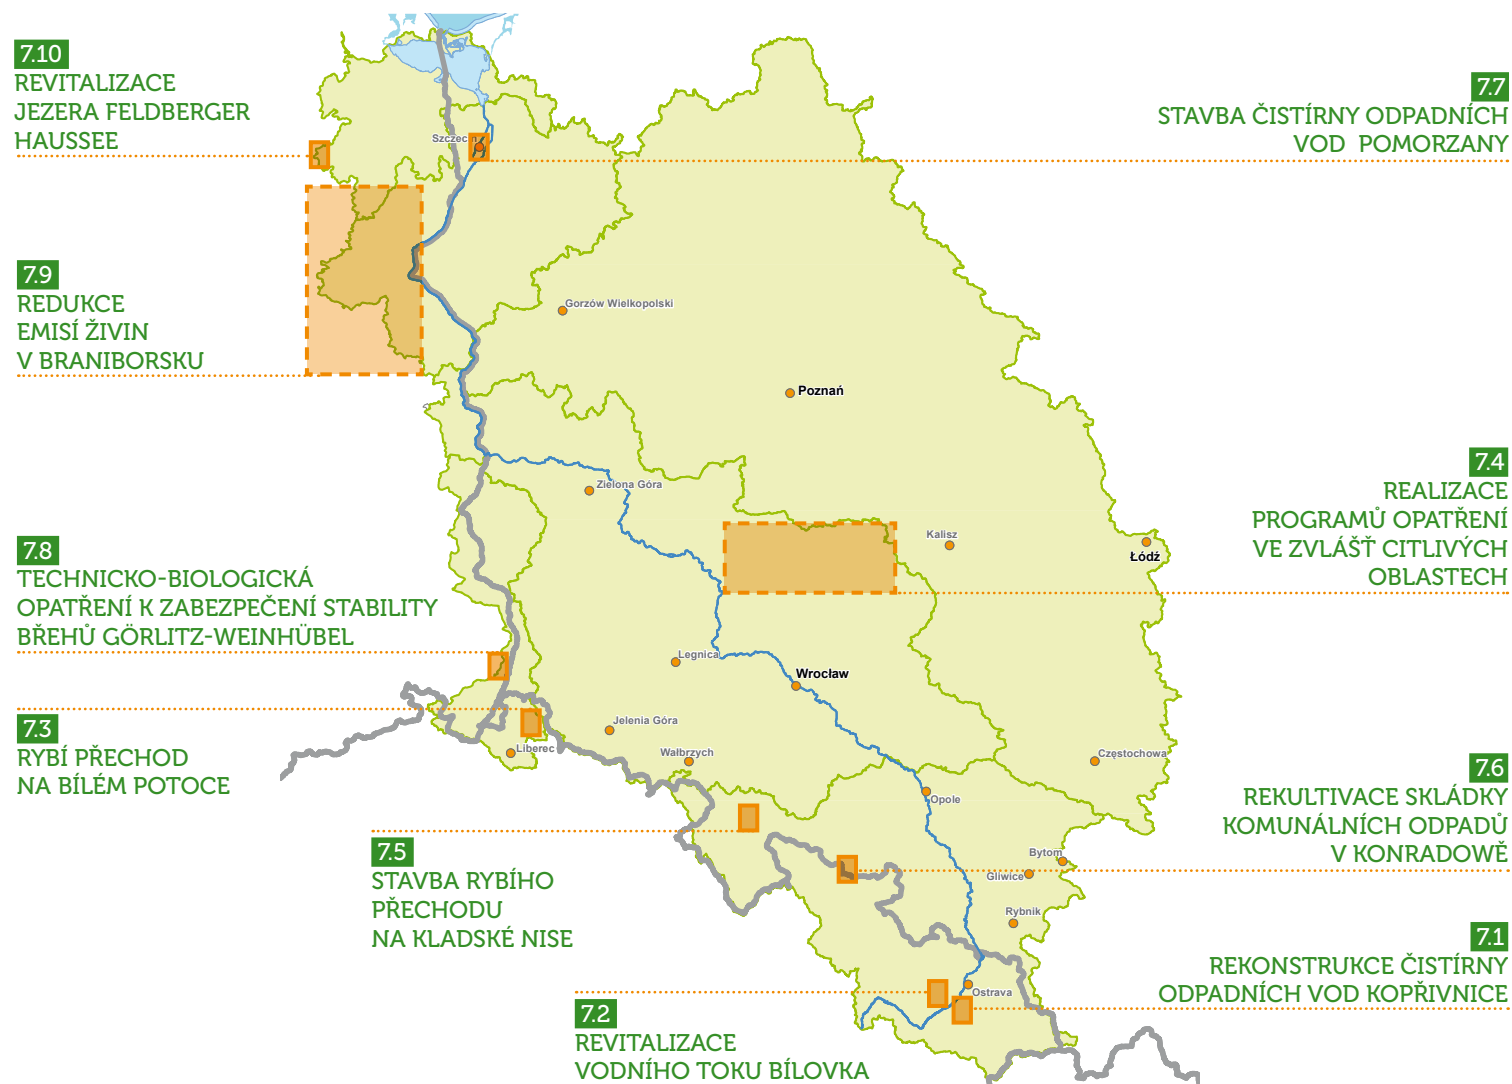 7.10
REVITALIZACE
JEZERA FELDBERGER
HAUSSEE
7.7
STAVBA ČISTÍRNY ODPADNÍCH
VOD POMORZANY
Szczecin
7.9
REDUKCE
EMISÍ ŽIVIN
V BRANIBORSKU
Gorzów Wielkopolski
Poznań
7.4
REALIZACE
PROGRAMŮ OPATŘENÍ
VE ZVLÁŠŤ CITLIVÝCH
OBLASTECH
Zielona Góra
Kalisz
Łódź
7.8
TECHNICKO-BIOLOGICKÁ
OPATŘENÍ K ZABEZPEČENÍ STABILITY
BŘEHŮ GÖRLITZ-WEINHÜBEL
Legnica
Wrocław
7.3
RYBÍ PŘECHOD
NA BÍLÉM POTOCE
Jelenia Góra
Liberec
Wałbrzych
Częstochowa
Opole
7.6
REKULTIVACE SKLÁDKY
KOMUNÁLNÍCH ODPADŮ
V KONRADOWĚ
7.5
STAVBA RYBÍHO
PŘECHODU
NA KLADSKÉ NISE
Bytom
Gliwice
Rybnik
7.1
REKONSTRUKCE ČISTÍRNY
ODPADNÍCH VOD KOPŘIVNICE
Ostrava
7.2
REVITALIZACE
VODNÍHO TOKU BÍLOVKA